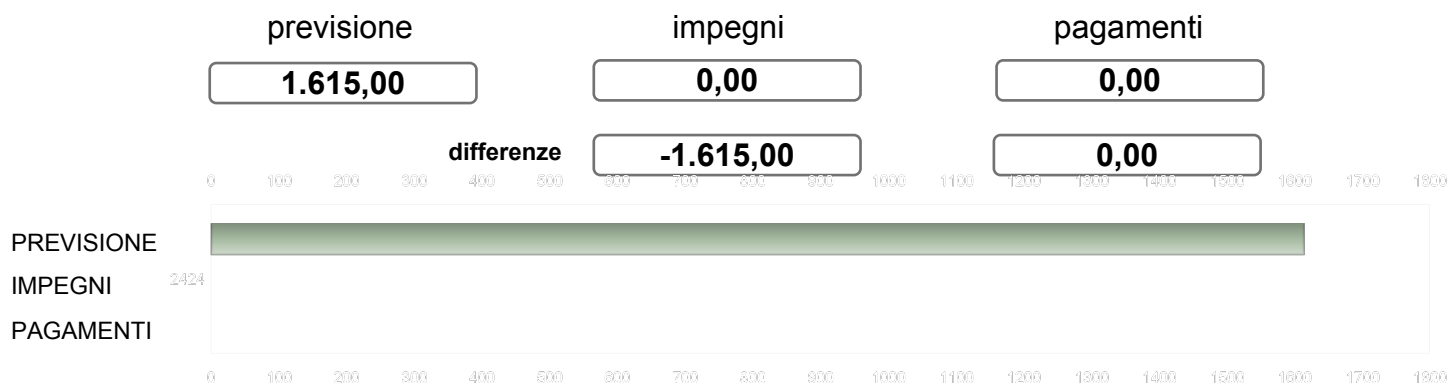 previsione impegni pagamenti
1.615,00 0,00 0,00
differenze -1.615,00 0,00
0 100 200 300 400 500 600 700 800 900 1000 1100 1200 1300 1400 1500 1600 1700 1800
PREVISIONE
2424
IMPEGNI
PAGAMENTI
0 100 200 300 400 500 600 700 800 900 1000 1100 1200 1300 1400 1500 1600 1700 1800